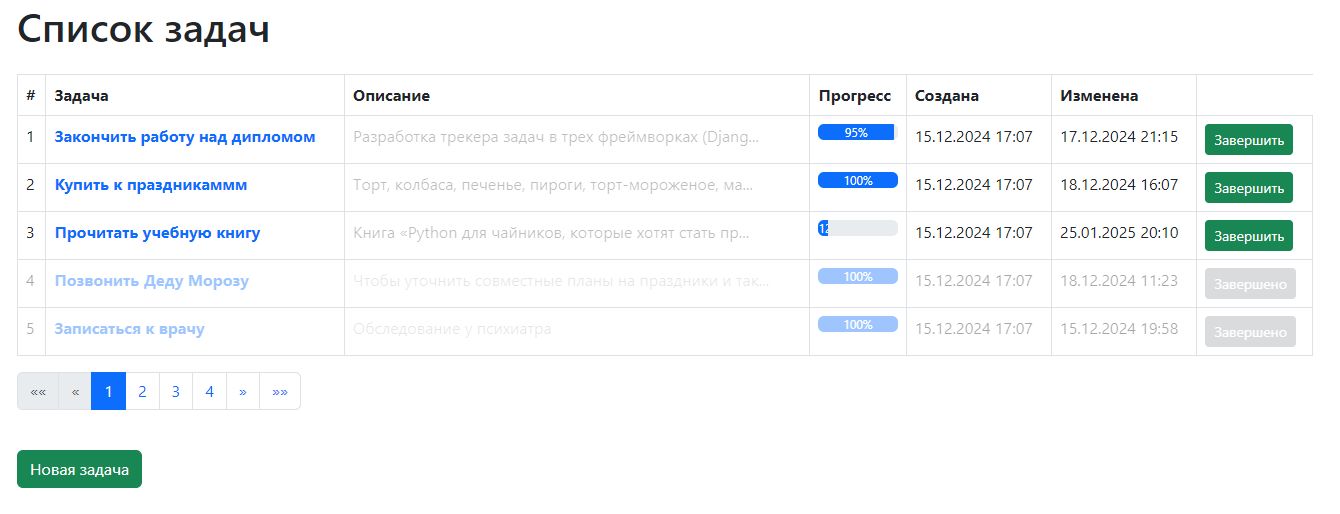 Список задач
# Задача Описание Прогресс Создана Изменена
1 Закончить работу над дипломом Разработка трекера задач в трех фреймворках (Djang... 95% 15.12.2024 17:07 17.12.2024 21:15 Завершить
2 Купить к праздникаммм Торт, колбаса, печенье, пироги, торт-мороженое, ма... 100% 15.12.2024 17:07 18.12.2024 16:07 Завершить
3 Прочитать учебную книгу Книга «Python для чайников, которые хотят стать пр... 12 15.12.2024 17:07 25.01.2025 20:10 Завершить
4 Позвонить Деду Морозу Чтобы уточнить совместные планы на праздники и так... 100% 15.12.2024 17:07 18.12.2024 11:23 Завершено
5 Записаться к врачу Обследование у психиатра 100% 15.12.2024 17:07 15.12.2024 19:58 Завершено
«« « 1 2 3 4 » »»
Новая задача